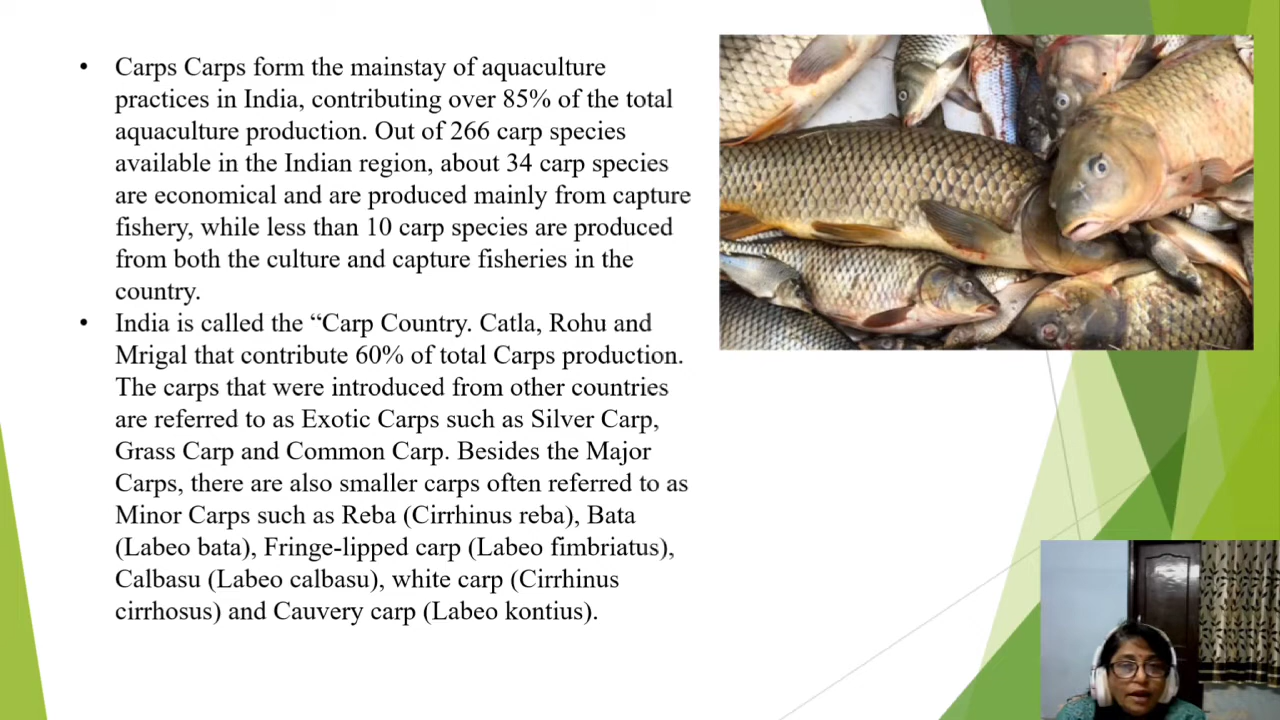 • Carps Carps form the mainstay of aquaculture
practices in India, contributing over 85% of the total
aquaculture production. Out of 266 carp species
available in the Indian region, about 34 carp species
are economical and are produced mainly from capture
fishery, while less than 10 carp species are produced
from both the culture and capture fisheries in the
country.
• India is called the “Carp Country. Catla, Rohu and
Mrigal that contribute 60% of total Carps production.
The carps that were introduced from other countries
are referred to as Exotic Carps such as Silver Carp,
Grass Carp and Common Carp. Besides the Major
Carps, there are also smaller carps often referred to as
Minor Carps such as Reba (Cirrhinus reba), Bata
(Labeo bata), Fringe-lipped carp (Labeo fimbriatus),
Calbasu (Labeo calbasu), white carp (Cirrhinus
cirrhosus) and Cauvery carp (Labeo kontius).